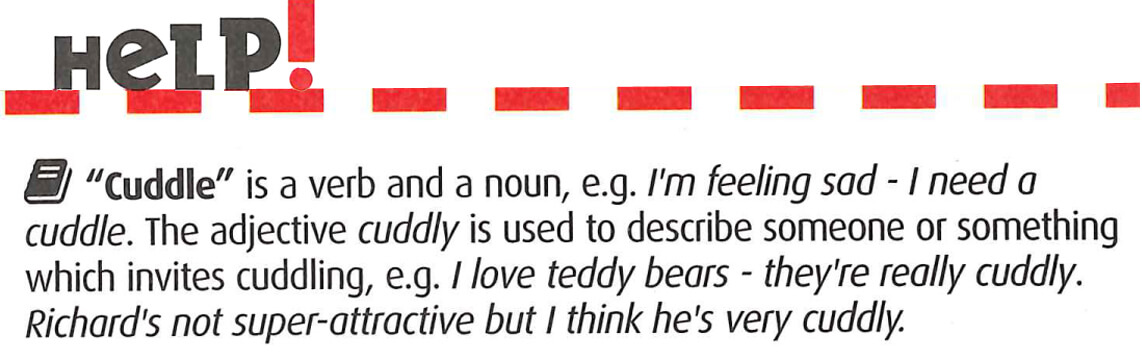 HeLP!
"Cuddle" is a verb and a noun, e.g. I'm feeling sad - I need a
cuddle. The adjective cuddly is used to describe someone or something
which invites cuddling, e.g. I love teddy bears - they're really cuddly.
Richard's not super-attractive but I think he's very cuddly.